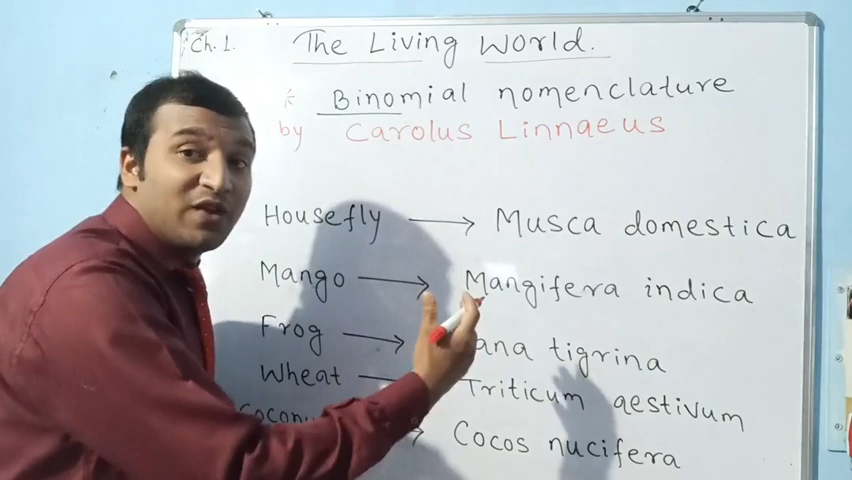 Ch. 1. The Living World.
* Binomial nomenclature
by Carolus Linnaeus
Housefly → Musca domestica
Mango → Mangifera indica
Frog → ana tigrina
Wheat → Triticum aestivum
Coconu → Cocos nucifera